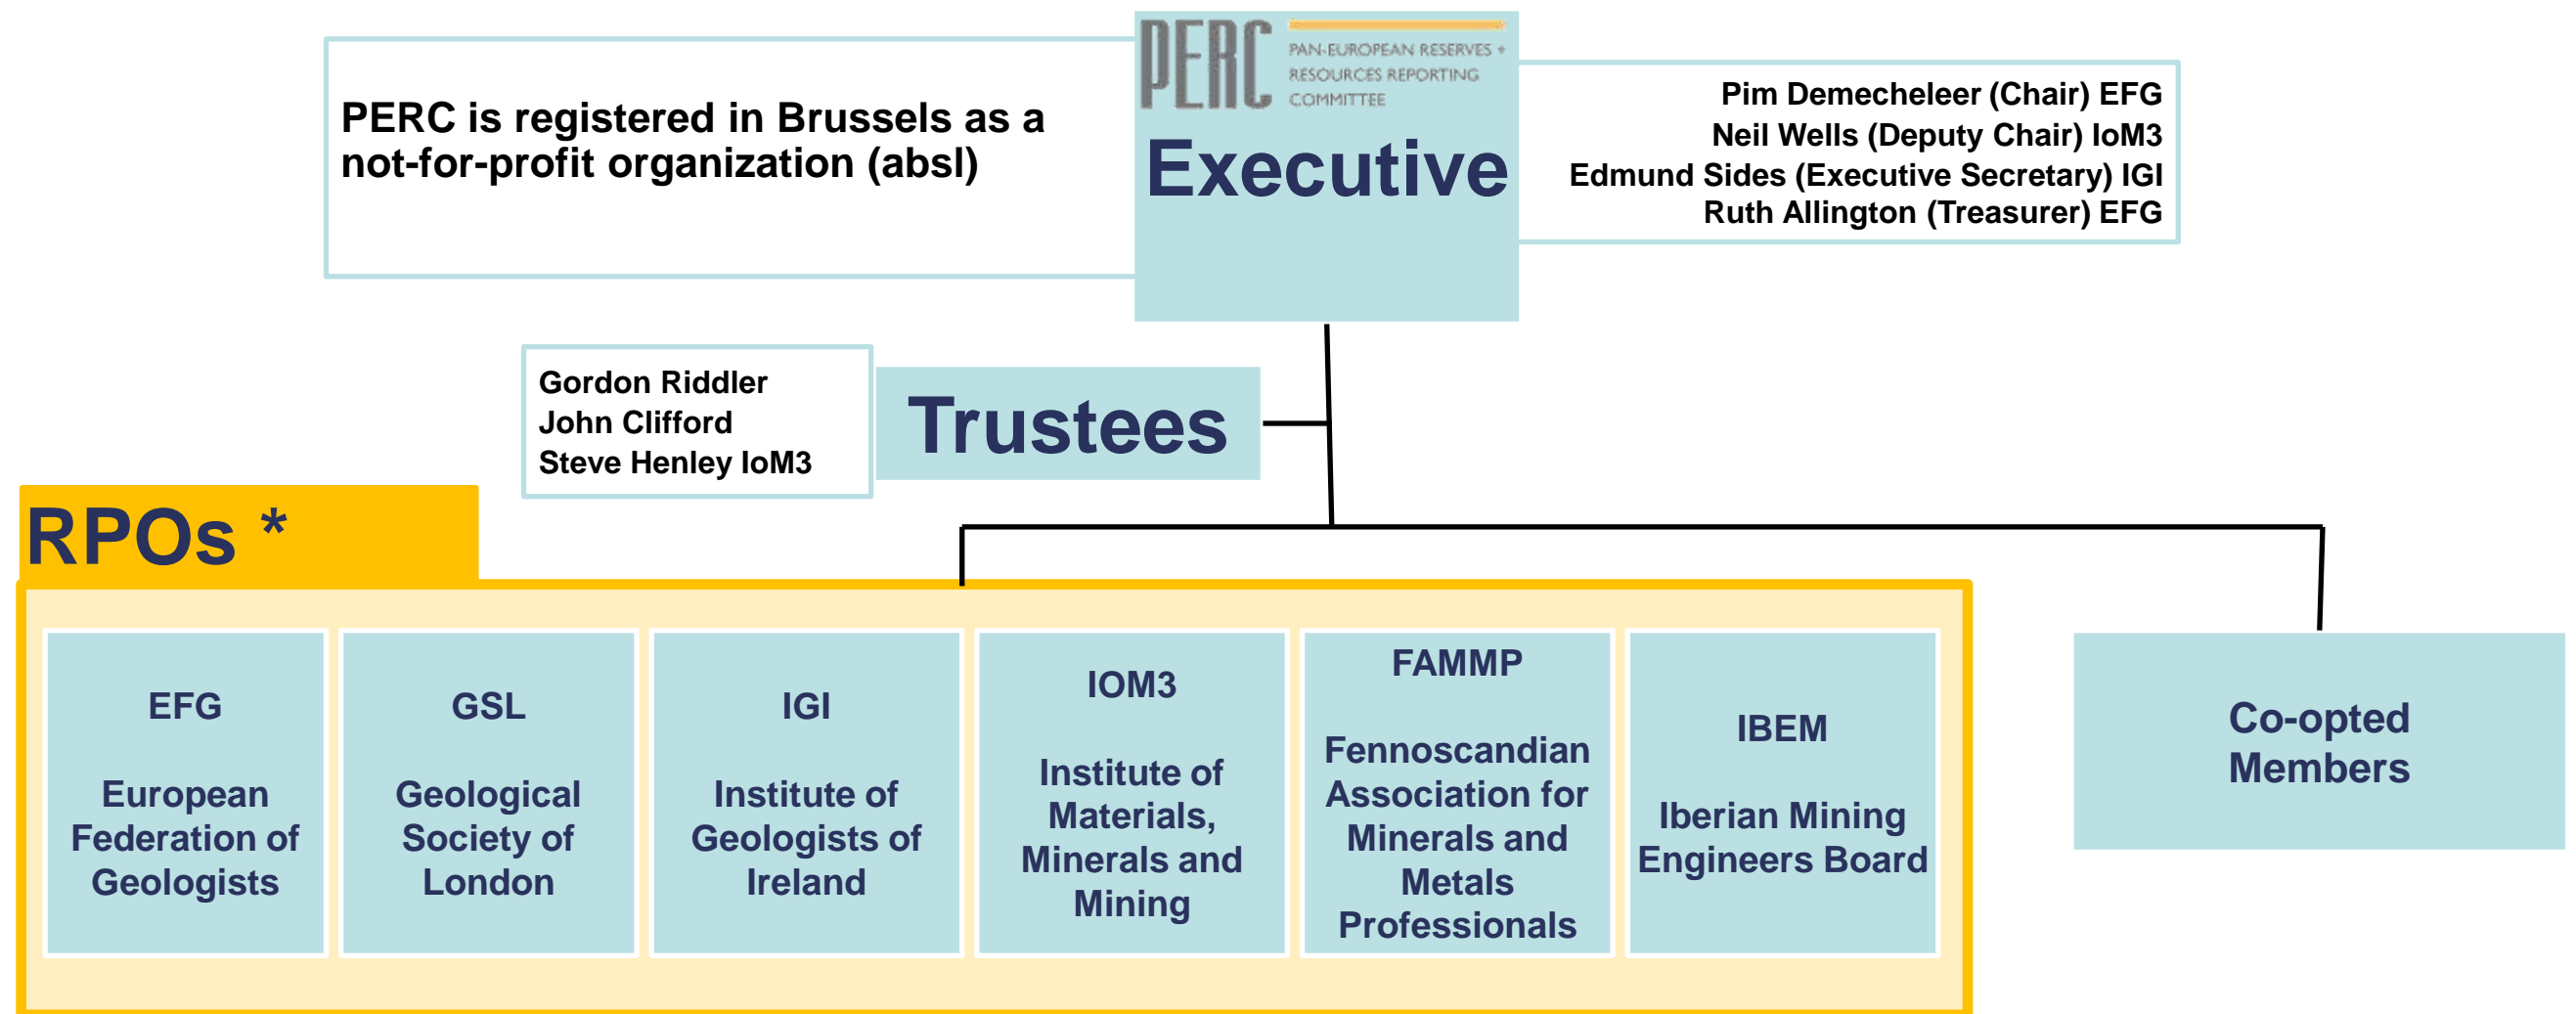 PERC
PAN-EUROPEAN RESERVES +
RESOURCES REPORTING
COMMITTEE
Executive
PERC is registered in Brussels as a
not-for-profit organization (absl)
Pim Demecheleer (Chair) EFG
Neil Wells (Deputy Chair) IoM3
Edmund Sides (Executive Secretary) IGI
Ruth Allington (Treasurer) EFG
Gordon Riddler
John Clifford
Steve Henley IoM3
Trustees
RPOs *
EFG
European
Federation of
Geologists
GSL
Geological
Society of
London
IGI
Institute of
Geologists of
Ireland
IOM3
Institute of
Materials,
Minerals and
Mining
FAMMP
Fennoscandian
Association for
Minerals and
Metals
Professionals
IBEM
Iberian Mining
Engineers Board
Co-opted
Members